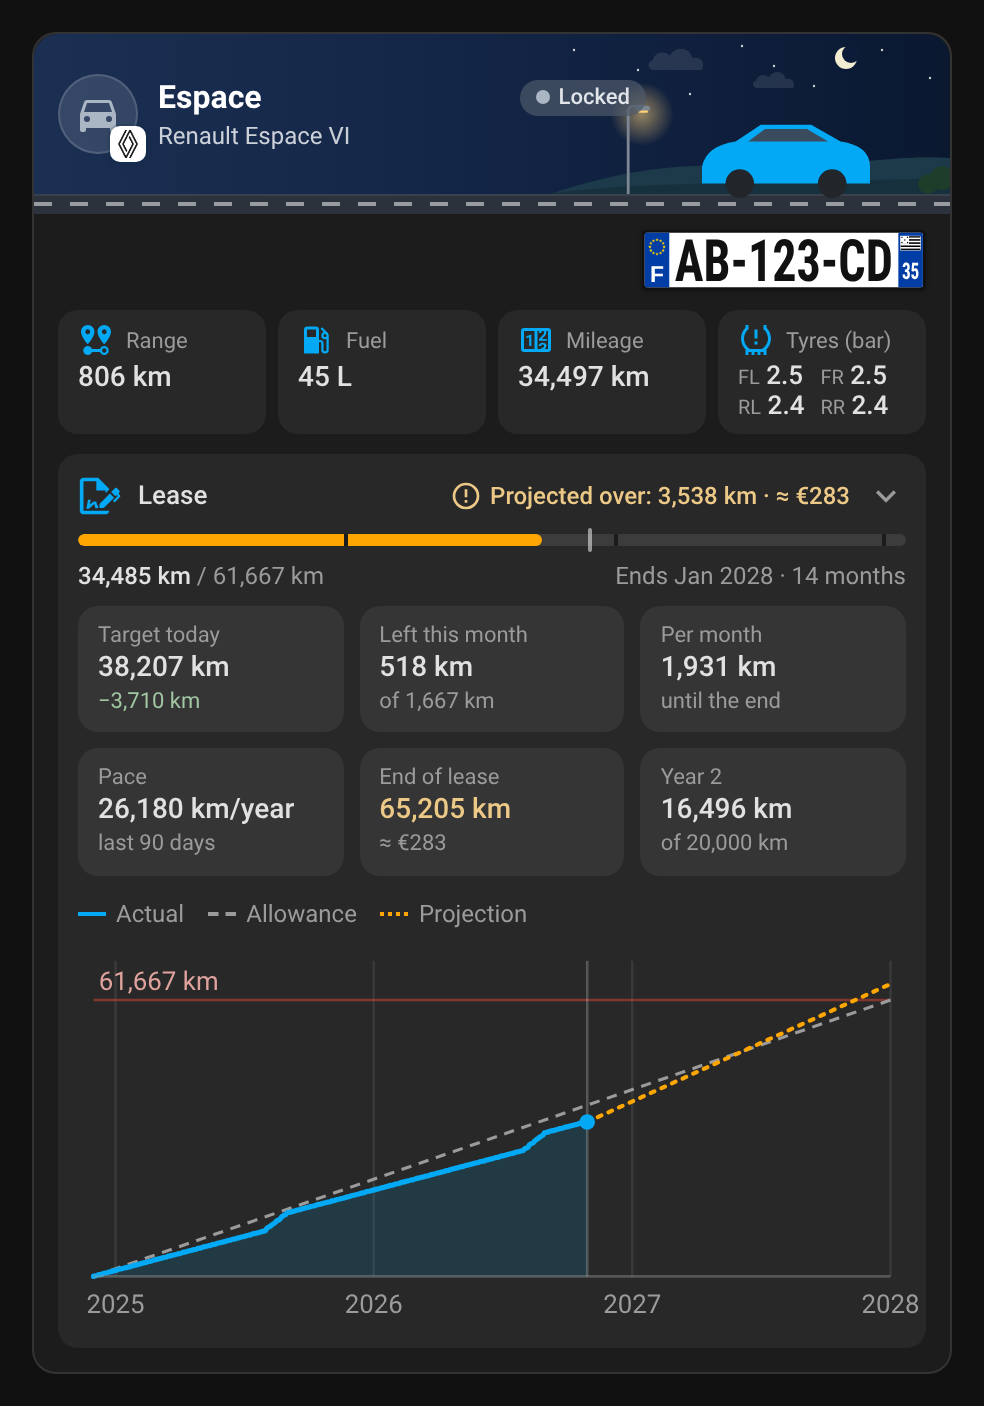 Espace
Renault Espace VI
Locked
F AB-123-CD 35
Range
806 km
Fuel
45 L
Mileage
34,497 km
Tyres (bar)
FL 2.5 FR 2.5
RL 2.4 RR 2.4
Lease
Projected over: 3,538 km · ≈ €283
34,485 km / 61,667 km
Ends Jan 2028 · 14 months
Target today
38,207 km
−3,710 km
Left this month
518 km
of 1,667 km
Per month
1,931 km
until the end
Pace
26,180 km/year
last 90 days
End of lease
65,205 km
≈ €283
Year 2
16,496 km
of 20,000 km
Actual
Allowance
Projection
61,667 km
2025 2026 2027 2028